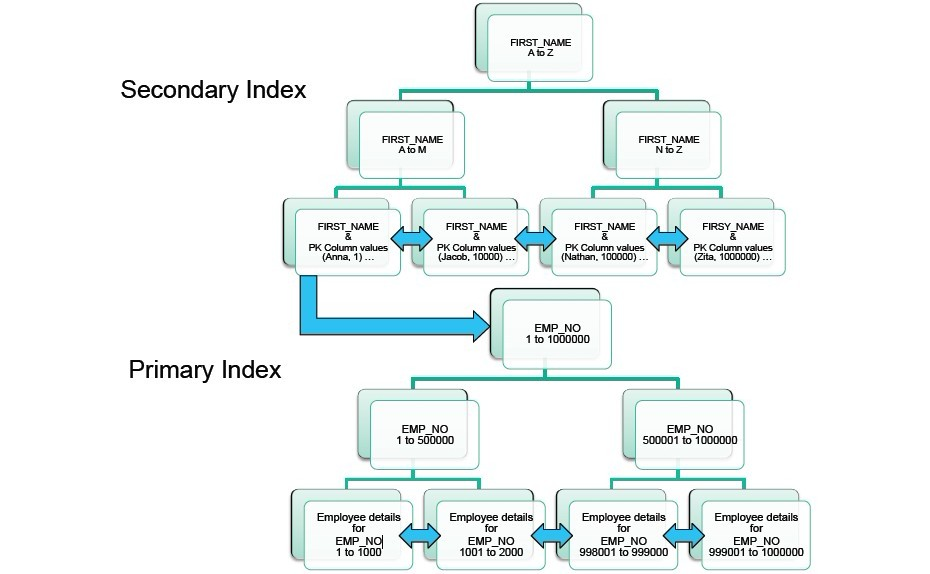 FIRST_NAME
A to Z
Secondary Index
FIRST_NAME
A to M
FIRST_NAME
N to Z
FIRST_NAME
&
PK Column values
(Anna, 1) ...
FIRST_NAME
&
PK Column values
(Jacob, 10000) ...
FIRST_NAME
&
PK Column values
(Nathan, 100000) ...
FIRSY_NAME
&
PK Column values
(Zita, 1000000) ...
EMP_NO
1 to 1000000
Primary Index
EMP_NO
1 to 500000
EMP_NO
500001 to 1000000
Employee details
for
EMP_NO
1 to 1000
Employee details
for
EMP_NO
1001 to 2000
Employee details
for
EMP_NO
998001 to 999000
Employee details
for
EMP_NO
999001 to 1000000